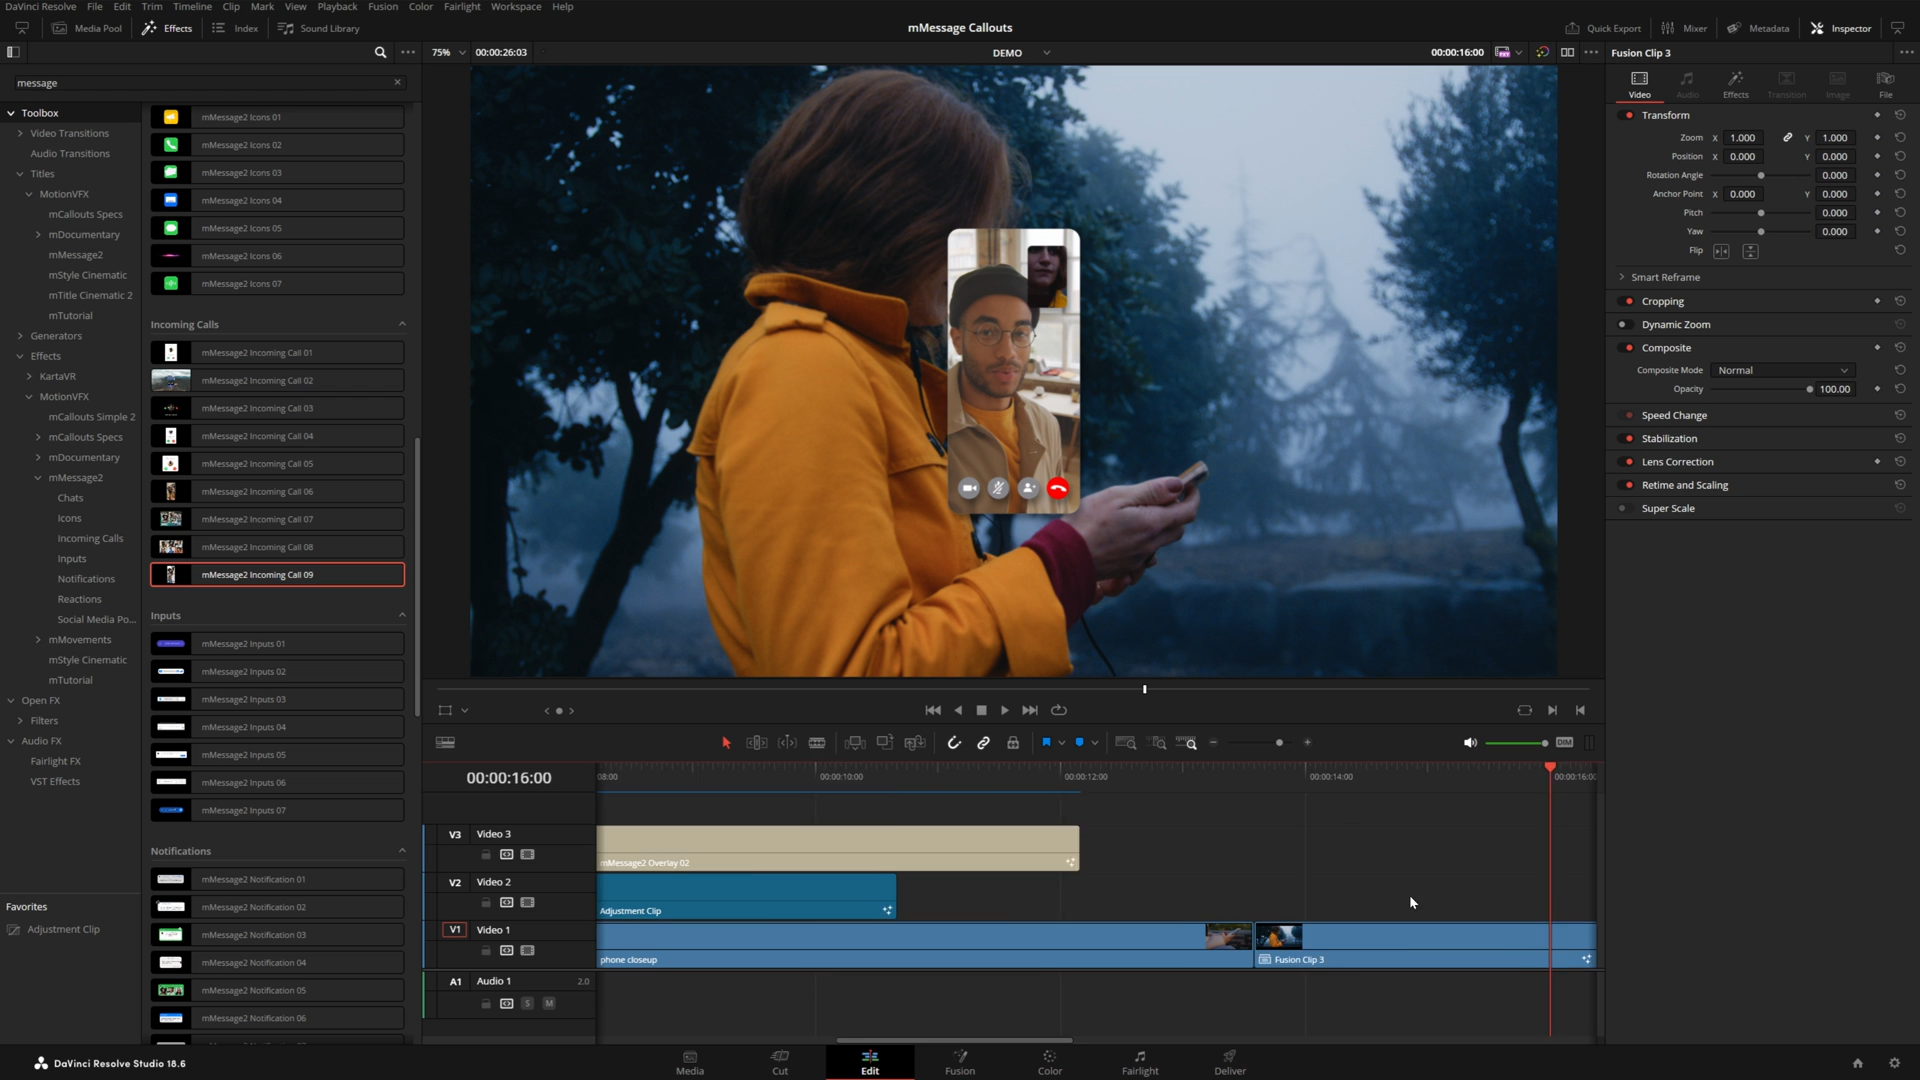 DaVinci Resolve File Edit Trim Timeline Clip Mark View Playback Fusion Color Fairlight Workspace Help
Media Pool Effects Index Sound Library mMessage Callouts Quick Export Mixer Metadata Inspector
75% 00:00:26:03 DEMO 00:00:16:00 Fusion Clip 3
message
Video Audio Effects Transition Image File
Toolbox
Video Transitions
Audio Transitions
Titles
MotionVFX
mCallouts Specs
mDocumentary
mMessage2
mStyle Cinematic
mTitle Cinematic 2
mTutorial
Generators
Effects
KartaVR
MotionVFX
mCallouts Simple 2
mCallouts Specs
mDocumentary
mMessage2
Chats
Icons
Incoming Calls
Inputs
Notifications
Reactions
Social Media Po...
mMovements
mStyle Cinematic
mTutorial
Open FX
Filters
Audio FX
Fairlight FX
VST Effects
Favorites
Adjustment Clip
mMessage2 Icons 01
mMessage2 Icons 02
mMessage2 Icons 03
mMessage2 Icons 04
mMessage2 Icons 05
mMessage2 Icons 06
mMessage2 Icons 07
Incoming Calls
mMessage2 Incoming Call 01
mMessage2 Incoming Call 02
mMessage2 Incoming Call 03
mMessage2 Incoming Call 04
mMessage2 Incoming Call 05
mMessage2 Incoming Call 06
mMessage2 Incoming Call 07
mMessage2 Incoming Call 08
mMessage2 Incoming Call 09
Inputs
mMessage2 Inputs 01
mMessage2 Inputs 02
mMessage2 Inputs 03
mMessage2 Inputs 04
mMessage2 Inputs 05
mMessage2 Inputs 06
mMessage2 Inputs 07
Notifications
mMessage2 Notification 01
mMessage2 Notification 02
mMessage2 Notification 03
mMessage2 Notification 04
mMessage2 Notification 05
mMessage2 Notification 06
Transform
Zoom X 1.000 Y 1.000
Position X 0.000 Y 0.000
Rotation Angle 0.000
Anchor Point X 0.000 Y 0.000
Pitch 0.000
Yaw 0.000
Flip
Smart Reframe
Cropping
Dynamic Zoom
Composite
Composite Mode Normal
Opacity 100.00
Speed Change
Stabilization
Lens Correction
Retime and Scaling
Super Scale
DIM
00:00:16:00 08:00 00:00:10:00 00:00:12:00 00:00:14:00 00:00:16:00
V3 Video 3
mMessage2 Overlay 02
V2 Video 2
Adjustment Clip
V1 Video 1
phone closeup Fusion Clip 3
A1 Audio 1 2.0
S M
DaVinci Resolve Studio 18.6
Media Cut Edit Fusion Color Fairlight Deliver